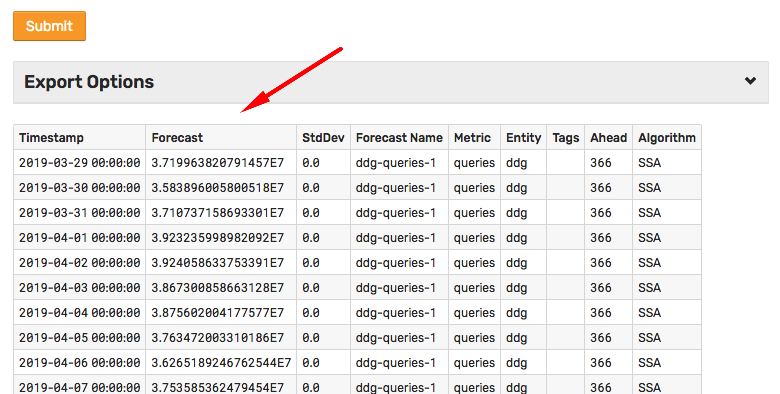 Submit
Export Options
Timestamp Forecast StdDev Forecast Name Metric Entity Tags Ahead Algorithm
2019-03-29 00:00:00 3.719963820791457E7 0.0 ddg-queries-1 queries ddg 366 SSA
2019-03-30 00:00:00 3.583896005800518E7 0.0 ddg-queries-1 queries ddg 366 SSA
2019-03-31 00:00:00 3.710737158693301E7 0.0 ddg-queries-1 queries ddg 366 SSA
2019-04-01 00:00:00 3.923235998982092E7 0.0 ddg-queries-1 queries ddg 366 SSA
2019-04-02 00:00:00 3.924058633753391E7 0.0 ddg-queries-1 queries ddg 366 SSA
2019-04-03 00:00:00 3.867300858663128E7 0.0 ddg-queries-1 queries ddg 366 SSA
2019-04-04 00:00:00 3.875602004177577E7 0.0 ddg-queries-1 queries ddg 366 SSA
2019-04-05 00:00:00 3.763472003310186E7 0.0 ddg-queries-1 queries ddg 366 SSA
2019-04-06 00:00:00 3.6265189246762544E7 0.0 ddg-queries-1 queries ddg 366 SSA
2019-04-07 00:00:00 3.753585362479454E7 0.0 ddg-queries-1 queries ddg 366 SSA